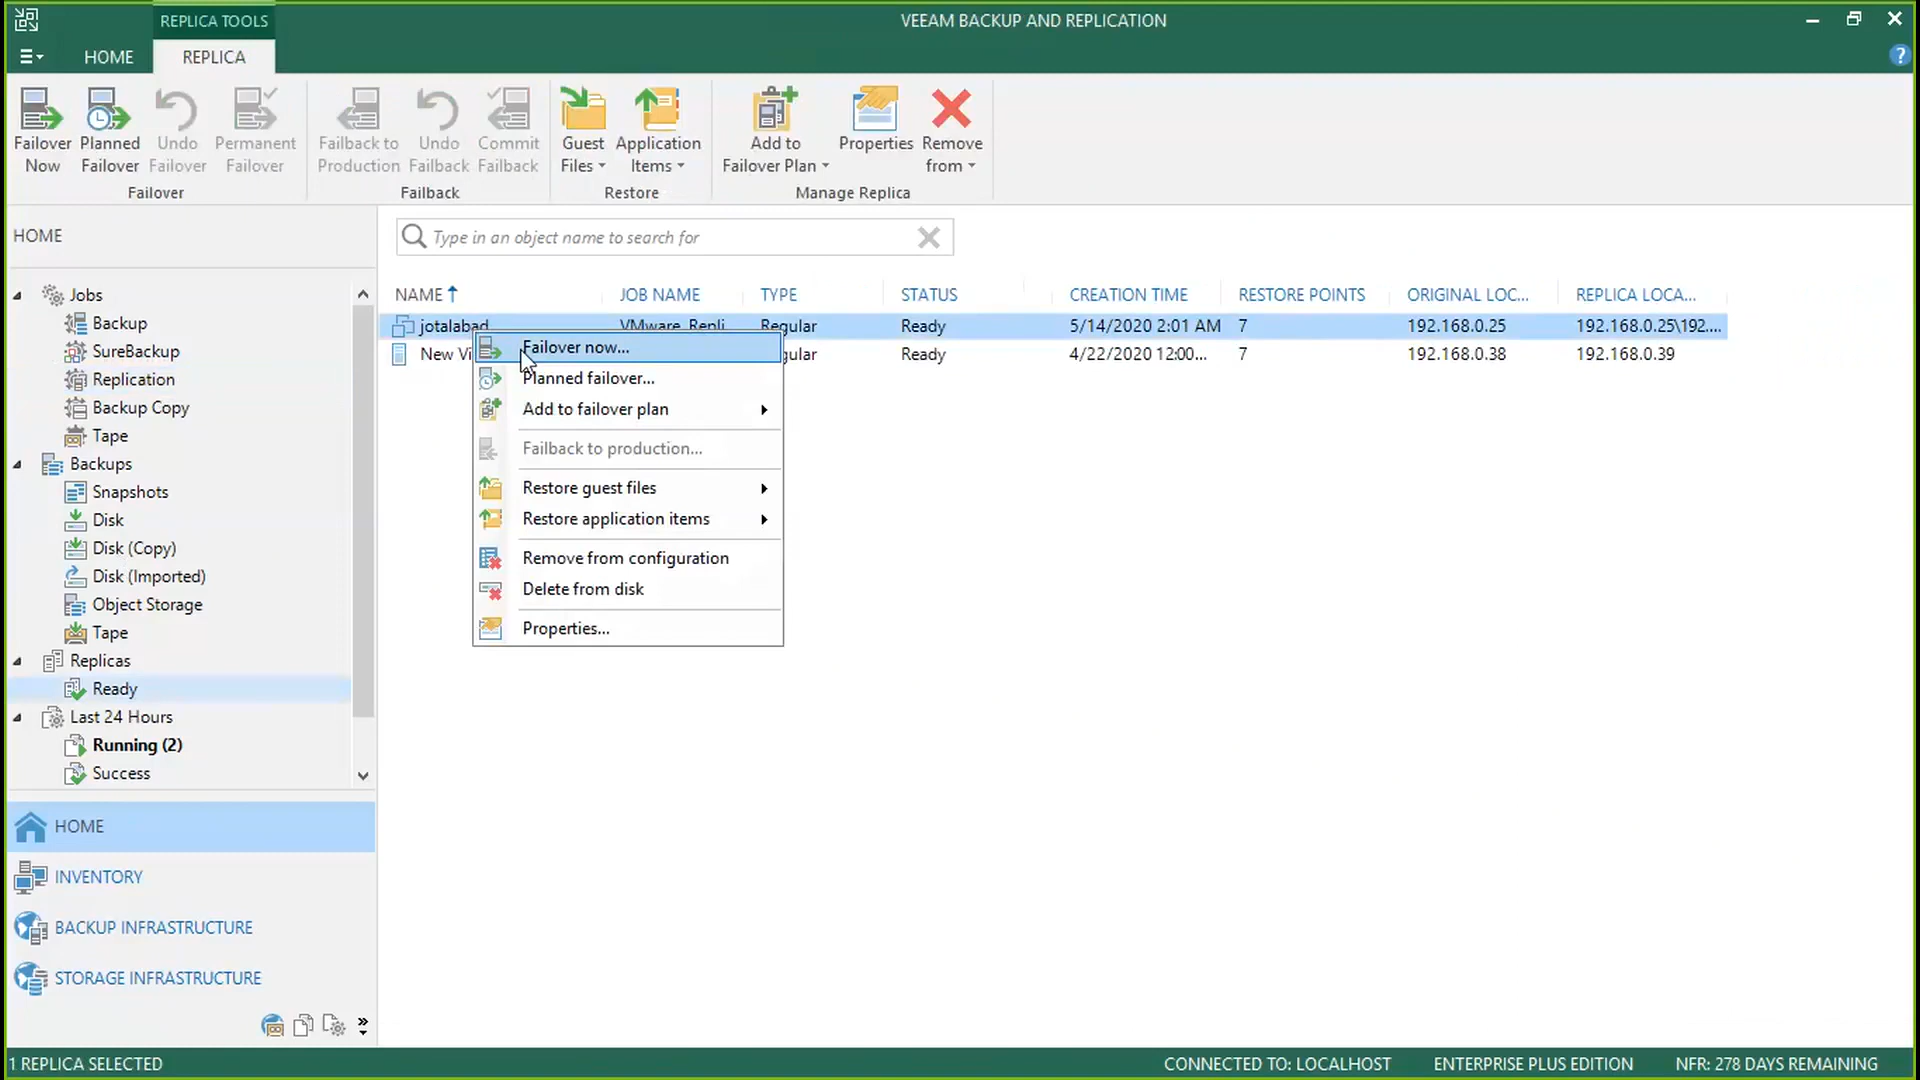 REPLICA TOOLS
VEEAM BACKUP AND REPLICATION
HOME
REPLICA
Failover Now
Planned Failover
Undo Failover
Permanent Failover
Failover
Failback to Production
Undo Failback
Commit Failback
Failback
Guest Files
Application Items
Restore
Add to Failover Plan
Properties
Remove from
Manage Replica
HOME
Jobs
Backup
SureBackup
Replication
Backup Copy
Tape
Backups
Snapshots
Disk
Disk (Copy)
Disk (Imported)
Object Storage
Tape
Replicas
Ready
Last 24 Hours
Running (2)
Success
HOME
INVENTORY
BACKUP INFRASTRUCTURE
STORAGE INFRASTRUCTURE
Type in an object name to search for
NAME JOB NAME TYPE STATUS CREATION TIME RESTORE POINTS ORIGINAL LOC... REPLICA LOCA...
jotalabad VMware_Repli Regular Ready 5/14/2020 2:01 AM 7 192.168.0.25 192.168.0.25\192....
New Vi gular Ready 4/22/2020 12:00... 7 192.168.0.38 192.168.0.39
Failover now...
Planned failover...
Add to failover plan
Failback to production...
Restore guest files
Restore application items
Remove from configuration
Delete from disk
Properties...
1 REPLICA SELECTED
CONNECTED TO: LOCALHOST
ENTERPRISE PLUS EDITION
NFR: 278 DAYS REMAINING